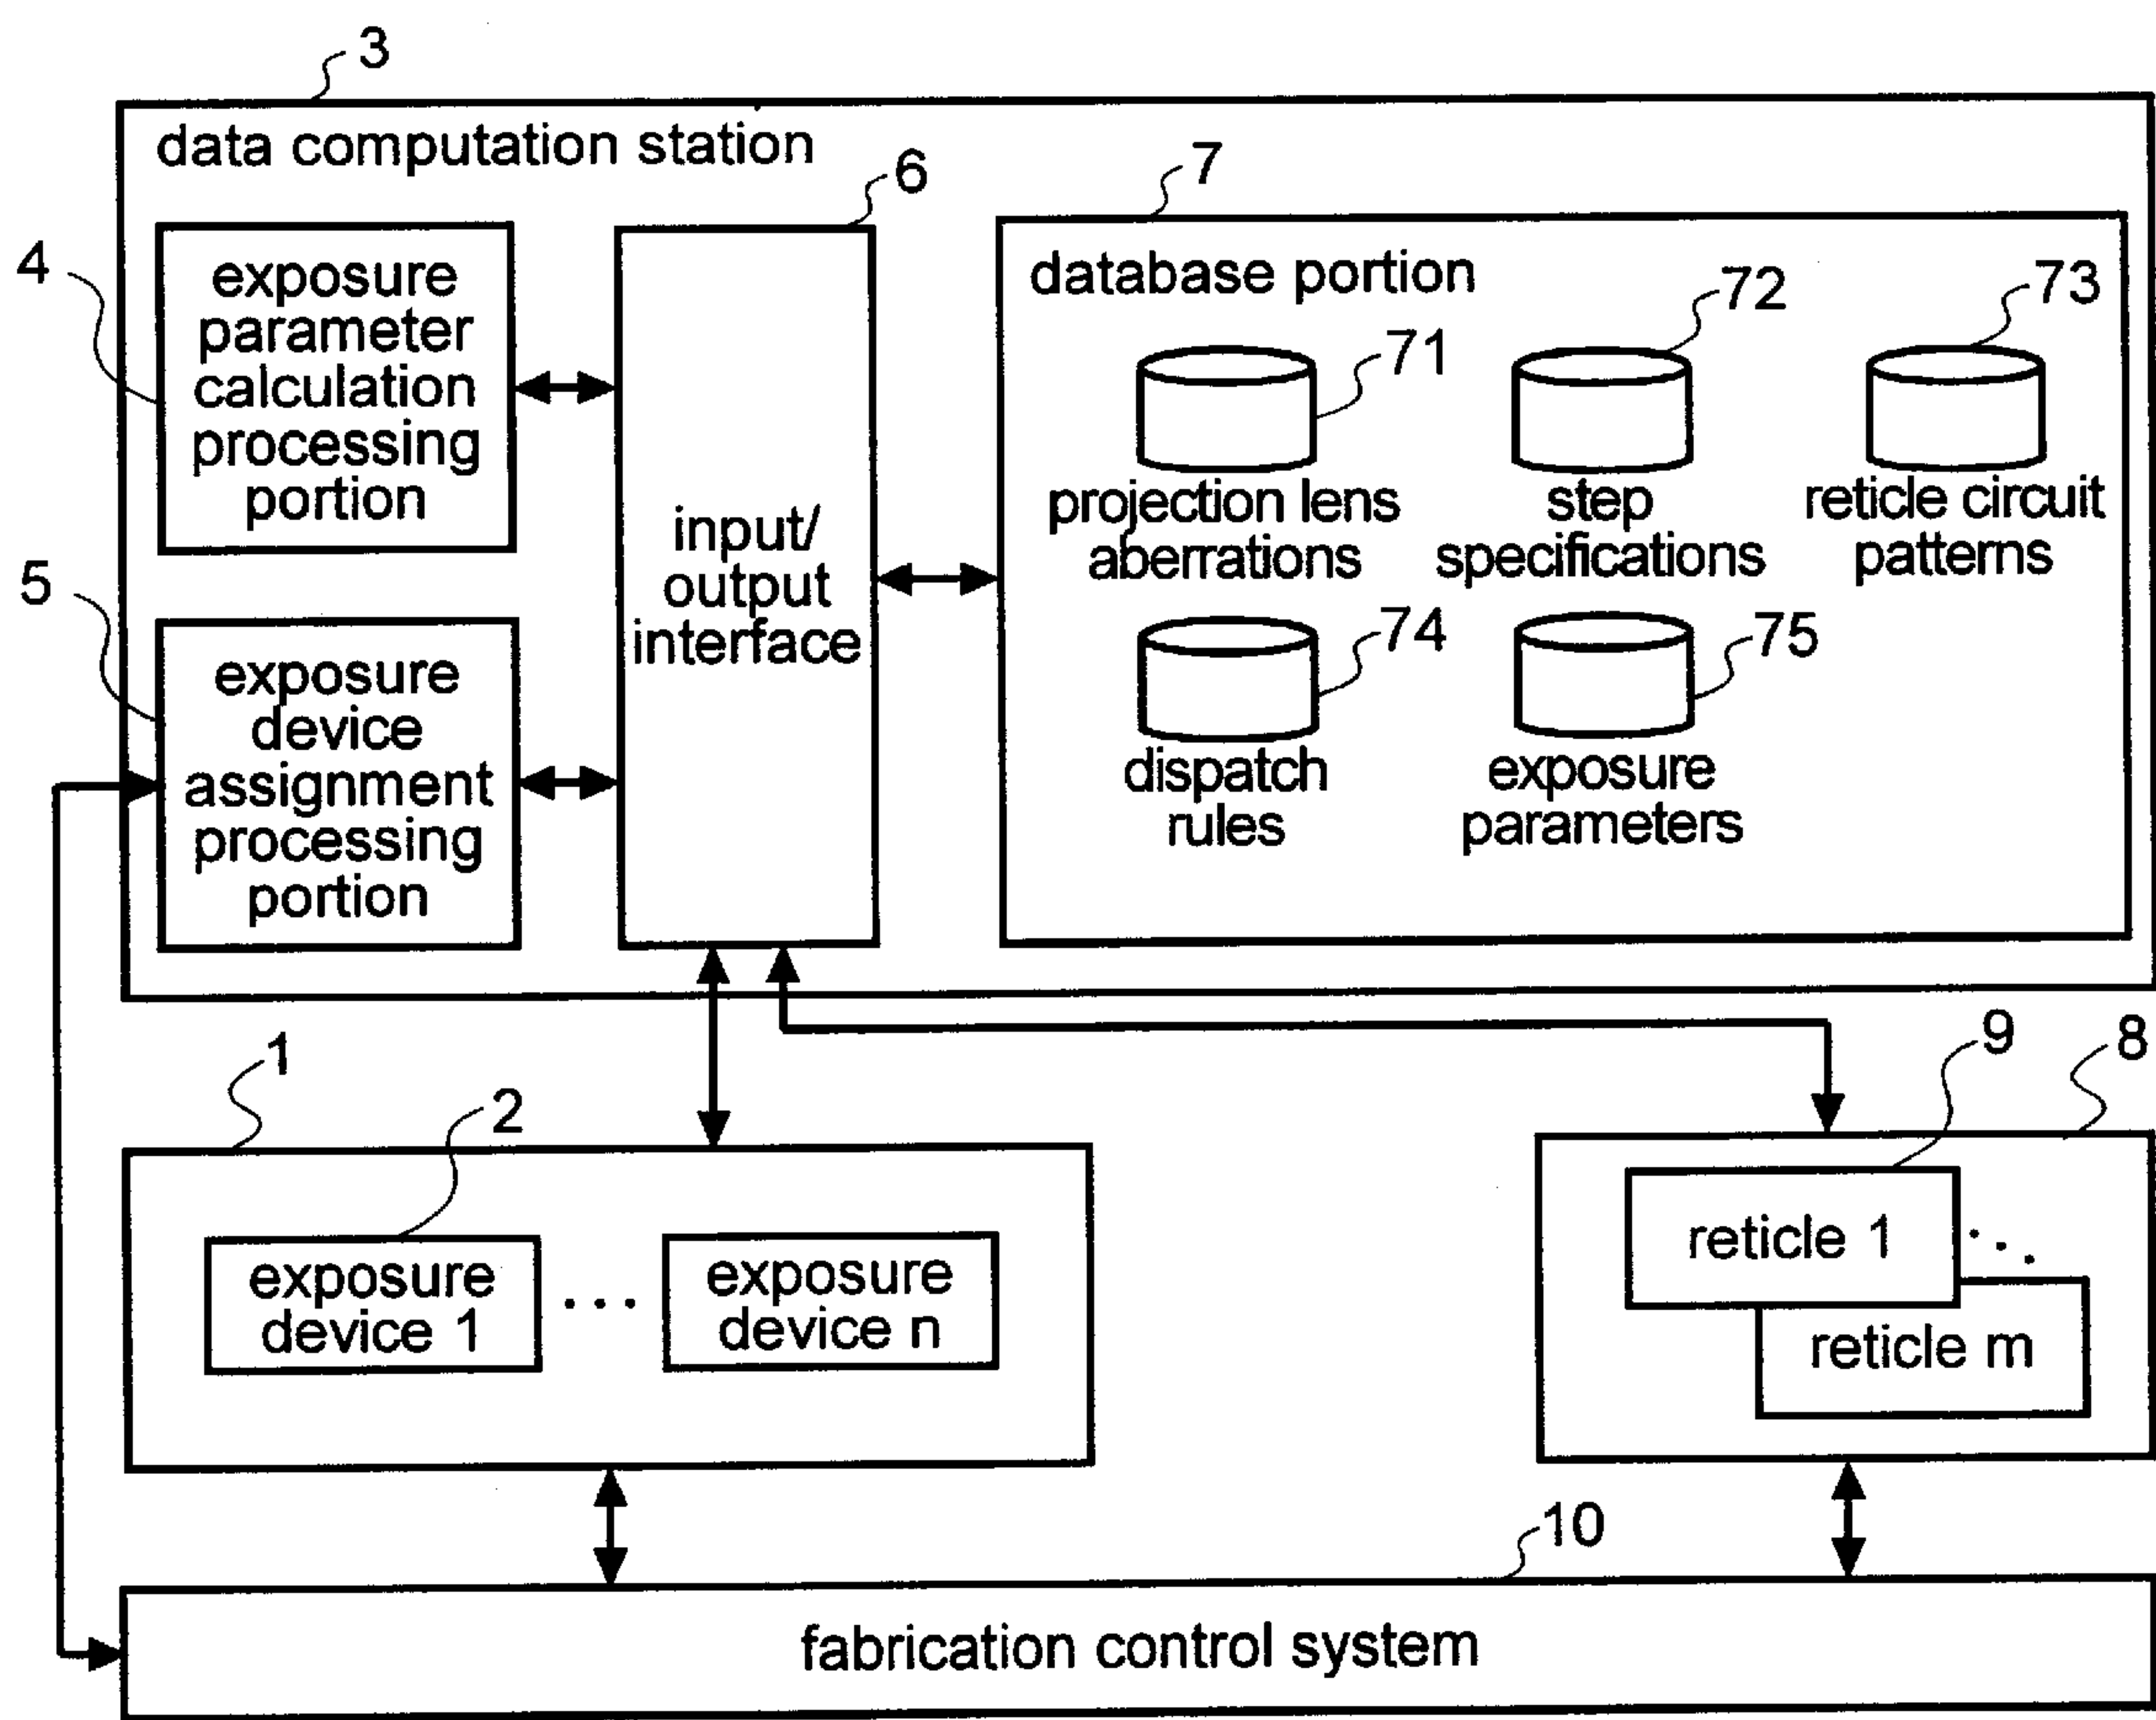 3
data computation station
6
7
4
exposure
parameter
calculation
processing
portion
5
exposure
device
assignment
processing
portion
input/
output
interface
database portion
71
72
73
projection lens
aberrations
step
specifications
reticle circuit
patterns
74
75
dispatch
rules
exposure
parameters
1
2
exposure
device 1
...
exposure
device n
9
8
reticle 1
...
reticle m
10
fabrication control system